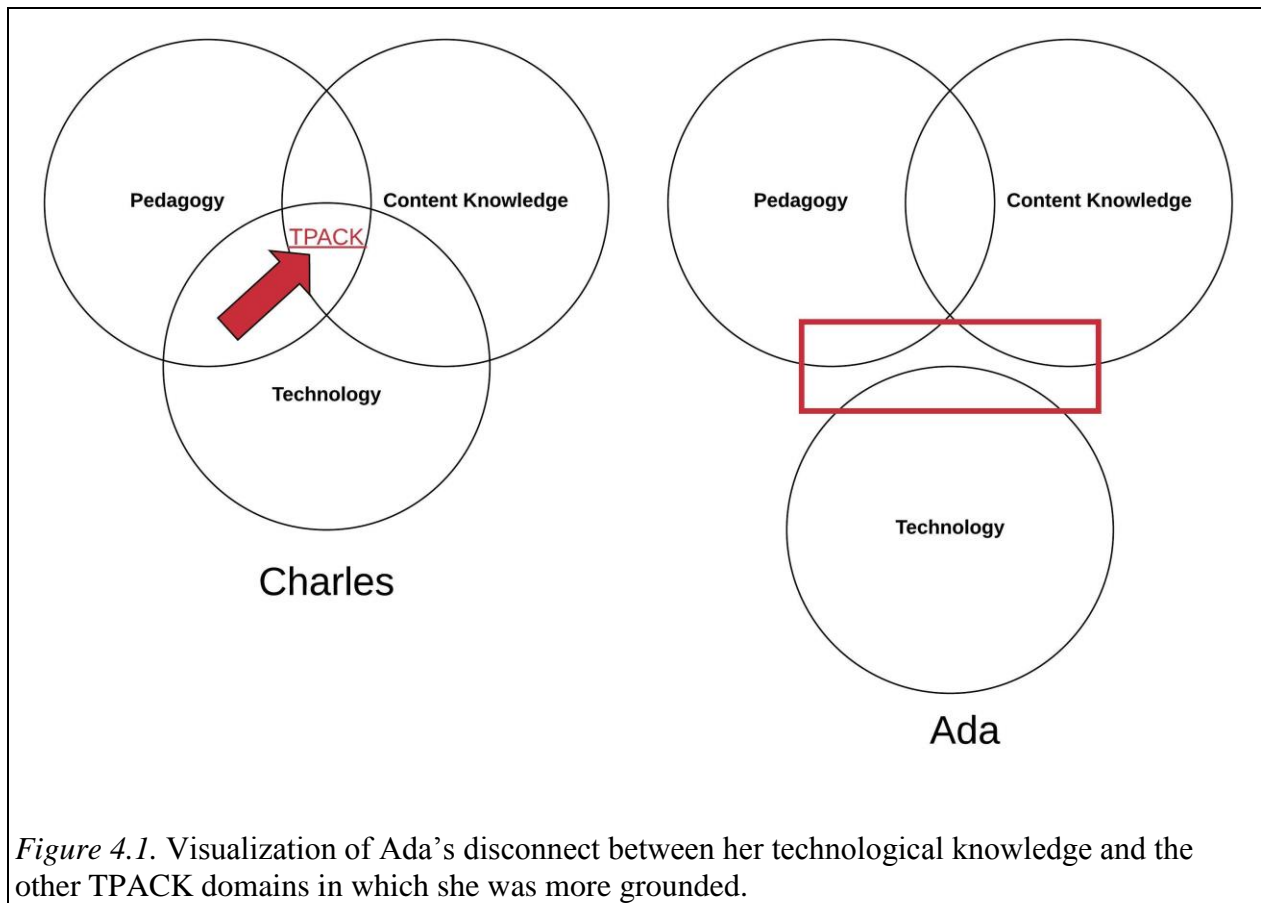 Pedagogy
Content Knowledge
TPACK
Technology
Charles
Pedagogy
Content Knowledge
Technology
Ada
Figure 4.1. Visualization of Ada’s disconnect between her technological knowledge and the
other TPACK domains in which she was more grounded.